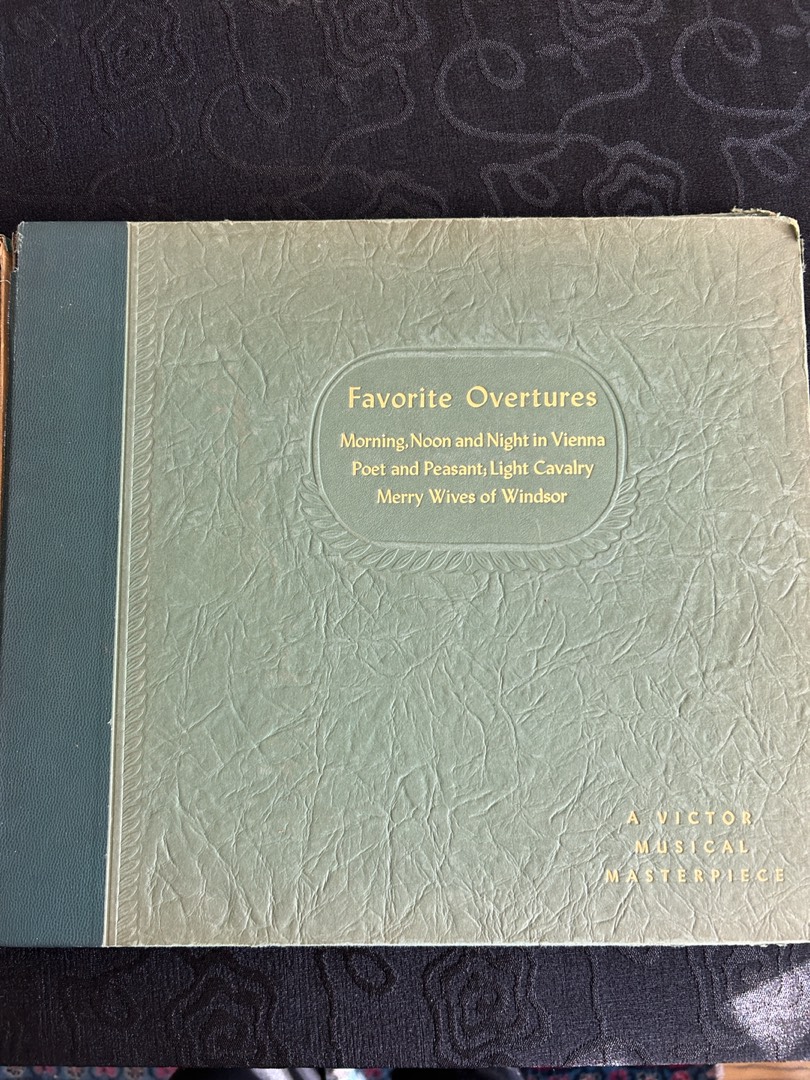 Favorite Overtures
Morning, Noon and Night in Vienna
Poet and Peasant; Light Cavalry
Merry Wives of Windsor
A VICTOR
MUSICAL
MASTERPIECE